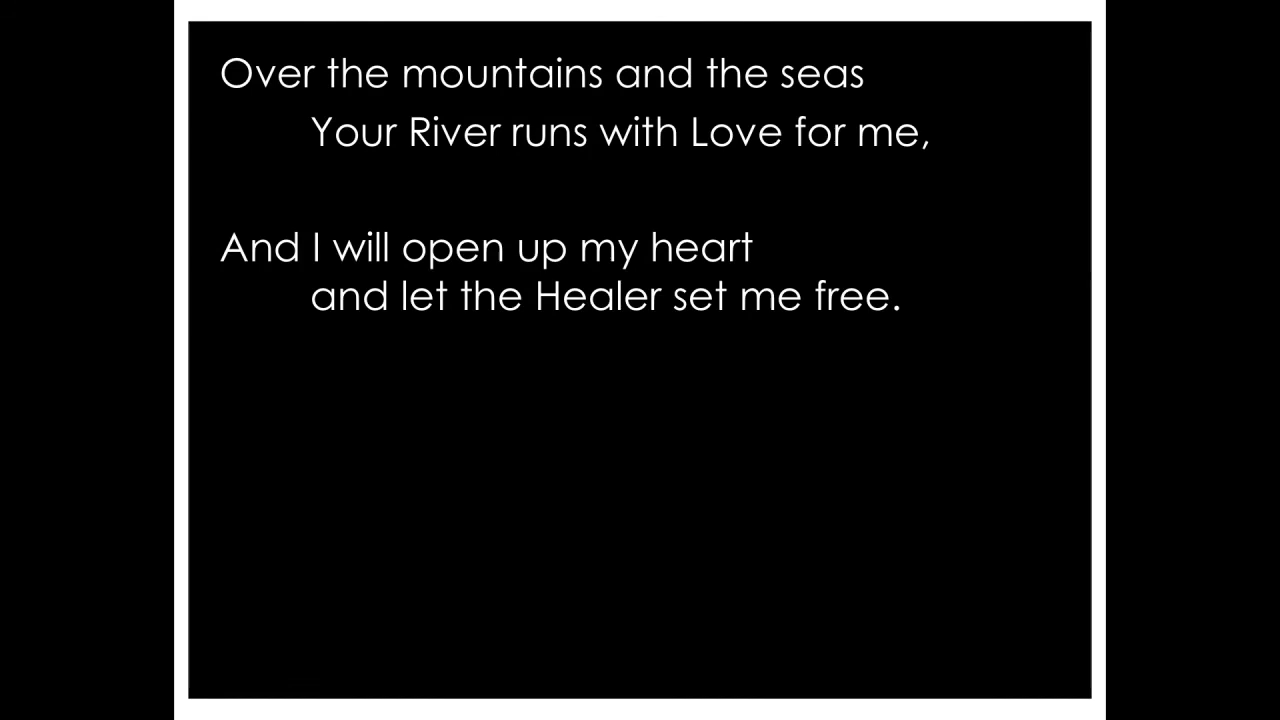 Over the mountains and the seas
Your River runs with Love for me,
And I will open up my heart
and let the Healer set me free.